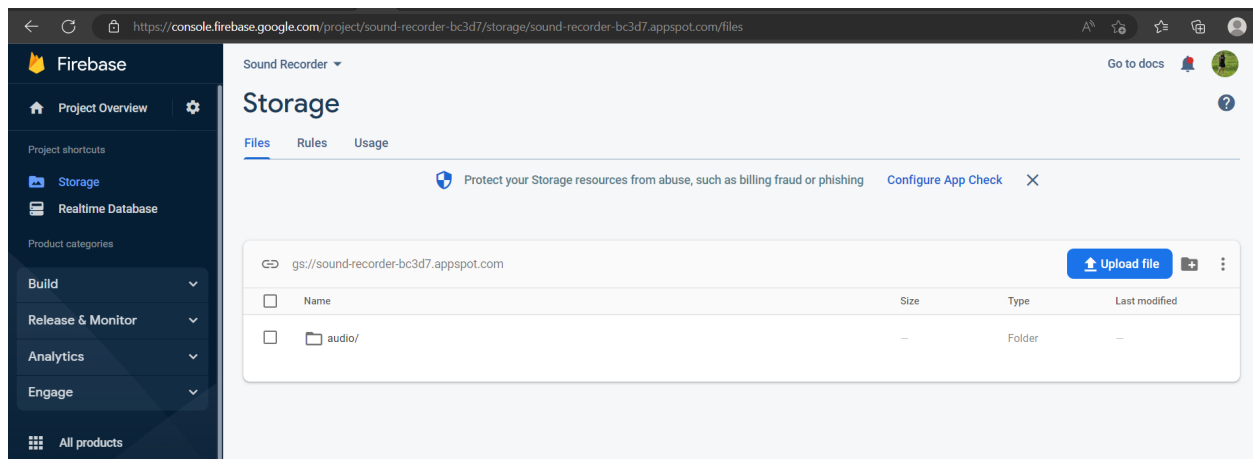 https://console.firebase.google.com/project/sound-recorder-bc3d7/storage/sound-recorder-bc3d7.appspot.com/files
Firebase
Project Overview
Project shortcuts
Storage
Realtime Database
Product categories
Build
Release & Monitor
Analytics
Engage
All products
Sound Recorder
Go to docs
Storage
Files Rules Usage
Protect your Storage resources from abuse, such as billing fraud or phishing Configure App Check
gs://sound-recorder-bc3d7.appspot.com
Upload file
Name Size Type Last modified
audio/ — Folder —